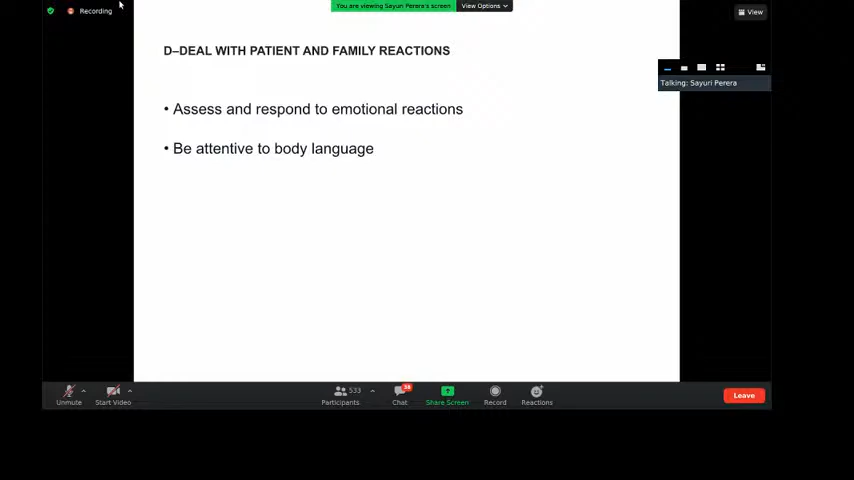 Recording
You are viewing Sayuri Perera's screen
View Options
View
D–DEAL WITH PATIENT AND FAMILY REACTIONS
Talking: Sayuri Perera
• Assess and respond to emotional reactions
• Be attentive to body language
533
38
Unmute
Start Video
Participants
Chat
Share Screen
Record
Reactions
Leave